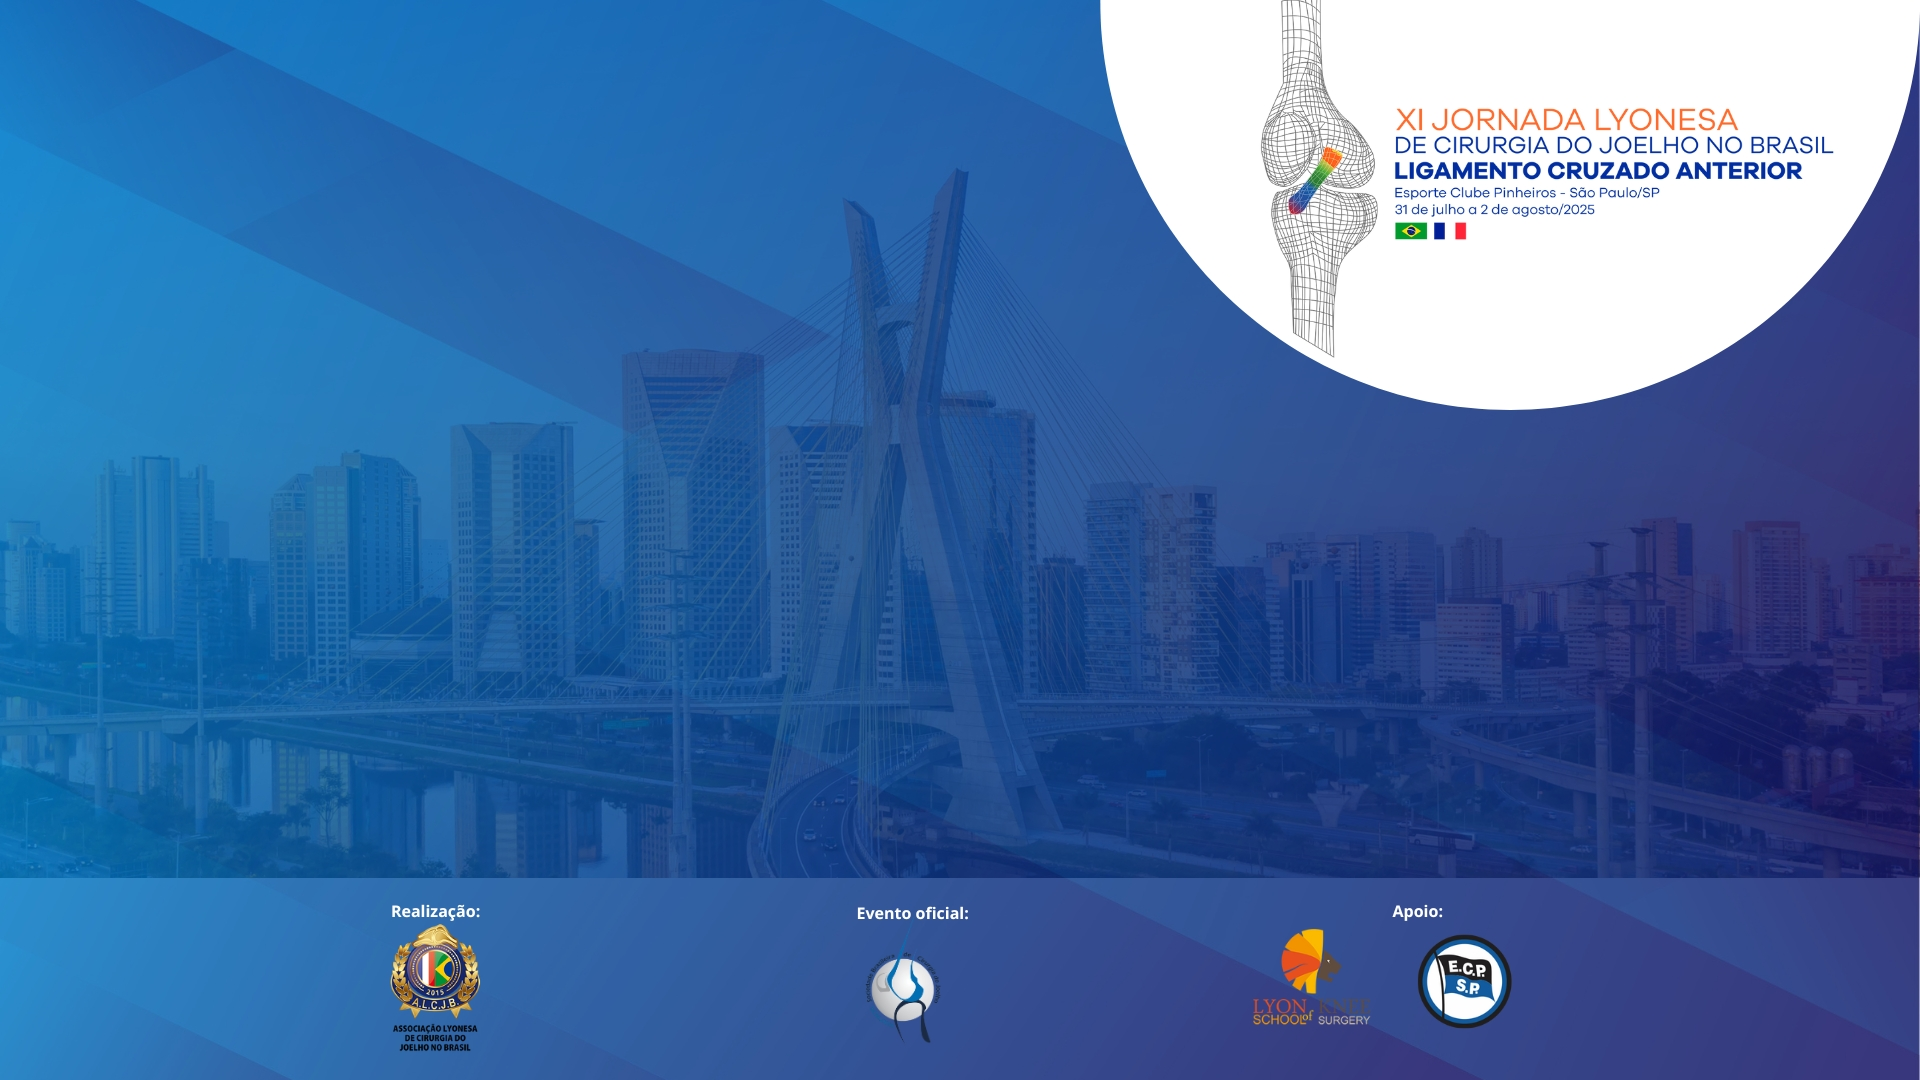 XI JORNADA LYONESA
DE CIRURGIA DO JOELHO NO BRASIL
LIGAMENTO CRUZADO ANTERIOR
Esporte Clube Pinheiros - São Paulo/SP
31 de julho a 2 de agosto/2025
Realização:
2015
A.L.C.J.B.
ASSOCIAÇÃO LYONESA
DE CIRURGIA DO
JOELHO NO BRASIL
Evento oficial:
Apoio:
LYON KNEE
SCHOOL of SURGERY
E.C.P.
S.P.